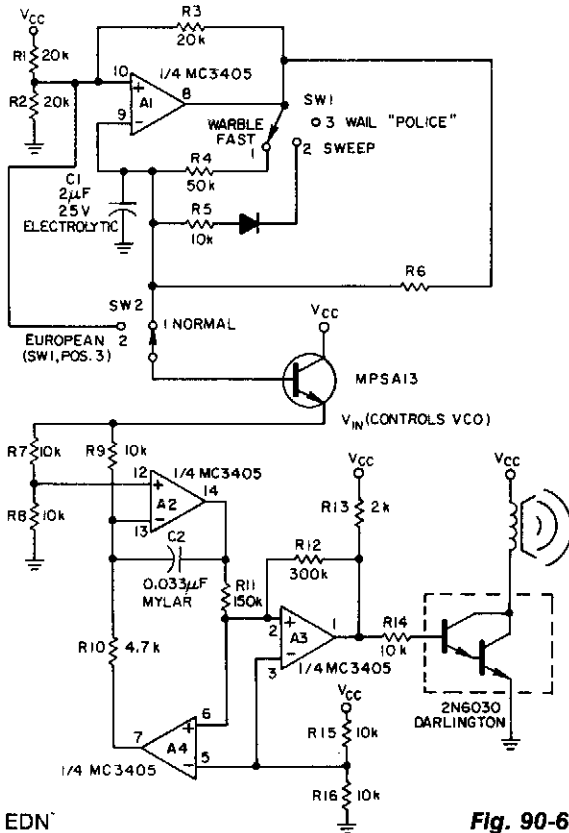 VCC
R1 20k
R2 20k
R3
20k
10
+
1/4 MC3405
A1
8
9
−
SW1
WARBLE
FAST
1
3 WAIL "POLICE"
2 SWEEP
R4
50k
C1
2µF
25V
ELECTROLYTIC
R5
10k
R6
SW2
1 NORMAL
EUROPEAN 2
(SW1, POS. 3)
VCC
MPSA13
VIN (CONTROLS VCO)
R7
10k
R9
10k
12
+
1/4 MC3405
A2
14
13
−
R8
10k
C2
0.033µF
MYLAR
R11
150k
VCC
R13
2k
R12
300k
VCC
2
+
A3
1
3
−
1/4 MC3405
R14
10k
R10
4.7k
6
+
A4
7
5
−
1/4 MC3405
VCC
R15
10k
R16
10k
2N6030
DARLINGTON
EDN
Fig. 90-6